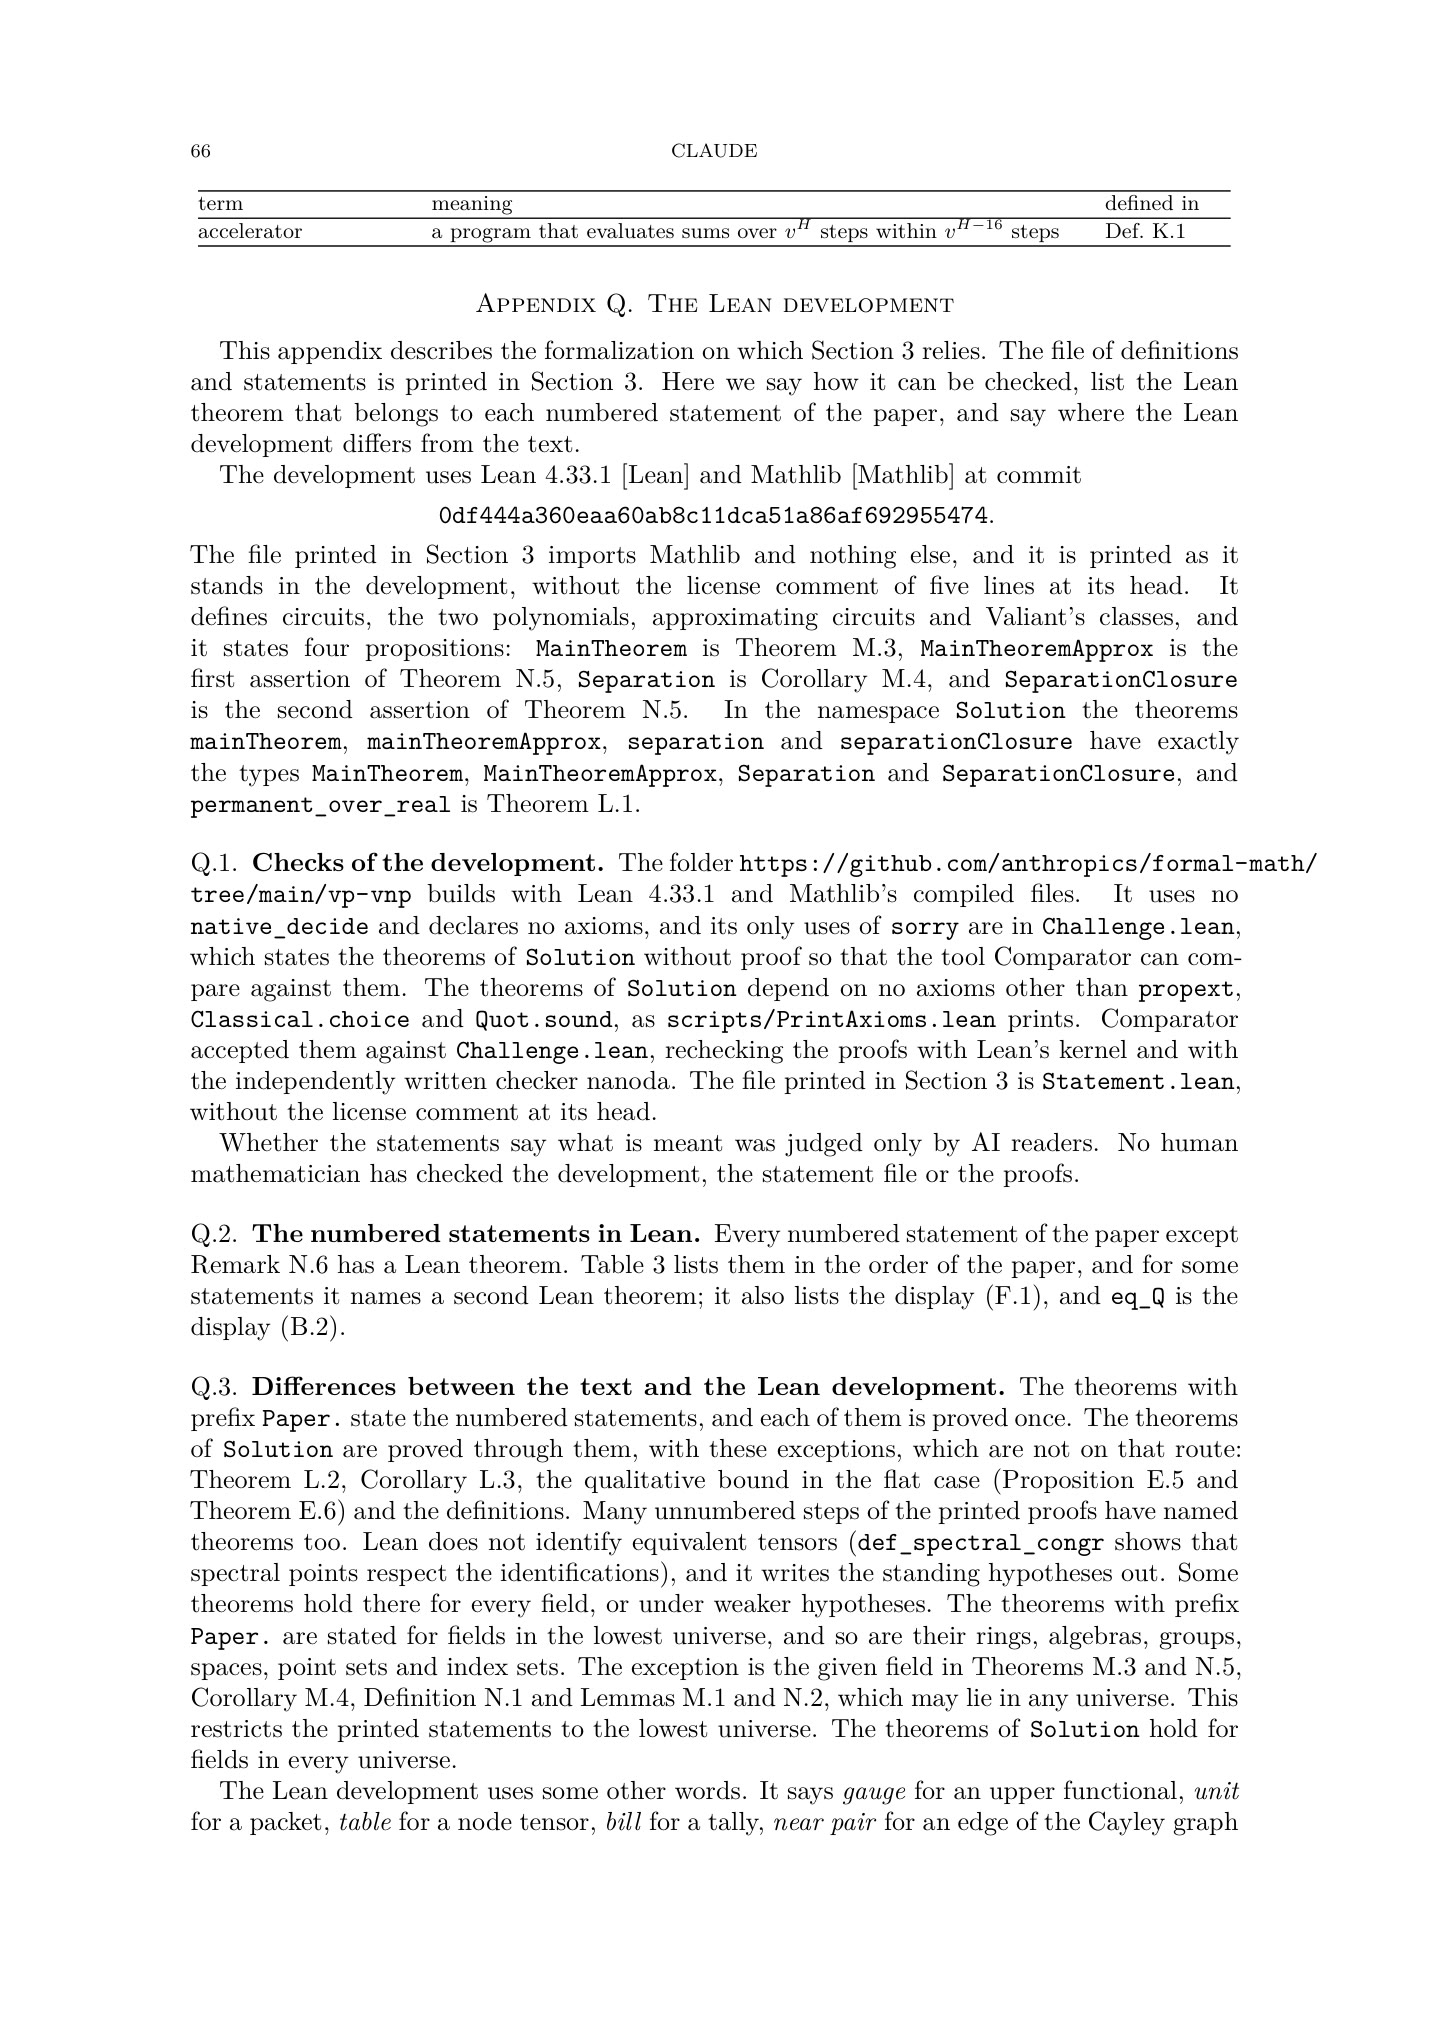 66 CLAUDE
term meaning defined in
accelerator a program that evaluates sums over v^H steps within v^{H−16} steps Def. K.1
Appendix Q. The Lean development
This appendix describes the formalization on which Section 3 relies. The file of definitions
and statements is printed in Section 3. Here we say how it can be checked, list the Lean
theorem that belongs to each numbered statement of the paper, and say where the Lean
development differs from the text.
The development uses Lean 4.33.1 [Lean] and Mathlib [Mathlib] at commit
0df444a360eaa60ab8c11dca51a86af692955474.
The file printed in Section 3 imports Mathlib and nothing else, and it is printed as it
stands in the development, without the license comment of five lines at its head. It
defines circuits, the two polynomials, approximating circuits and Valiant's classes, and
it states four propositions: MainTheorem is Theorem M.3, MainTheoremApprox is the
first assertion of Theorem N.5, Separation is Corollary M.4, and SeparationClosure
is the second assertion of Theorem N.5. In the namespace Solution the theorems
mainTheorem, mainTheoremApprox, separation and separationClosure have exactly
the types MainTheorem, MainTheoremApprox, Separation and SeparationClosure, and
permanent_over_real is Theorem L.1.
Q.1. Checks of the development. The folder https://github.com/anthropics/formal-math/
tree/main/vp-vnp builds with Lean 4.33.1 and Mathlib's compiled files. It uses no
native_decide and declares no axioms, and its only uses of sorry are in Challenge.lean,
which states the theorems of Solution without proof so that the tool Comparator can com-
pare against them. The theorems of Solution depend on no axioms other than propext,
Classical.choice and Quot.sound, as scripts/PrintAxioms.lean prints. Comparator
accepted them against Challenge.lean, rechecking the proofs with Lean's kernel and with
the independently written checker nanoda. The file printed in Section 3 is Statement.lean,
without the license comment at its head.
Whether the statements say what is meant was judged only by AI readers. No human
mathematician has checked the development, the statement file or the proofs.
Q.2. The numbered statements in Lean. Every numbered statement of the paper except
Remark N.6 has a Lean theorem. Table 3 lists them in the order of the paper, and for some
statements it names a second Lean theorem; it also lists the display (F.1), and eq_Q is the
display (B.2).
Q.3. Differences between the text and the Lean development. The theorems with
prefix Paper. state the numbered statements, and each of them is proved once. The theorems
of Solution are proved through them, with these exceptions, which are not on that route:
Theorem L.2, Corollary L.3, the qualitative bound in the flat case (Proposition E.5 and
Theorem E.6) and the definitions. Many unnumbered steps of the printed proofs have named
theorems too. Lean does not identify equivalent tensors (def_spectral_congr shows that
spectral points respect the identifications), and it writes the standing hypotheses out. Some
theorems hold there for every field, or under weaker hypotheses. The theorems with prefix
Paper. are stated for fields in the lowest universe, and so are their rings, algebras, groups,
spaces, point sets and index sets. The exception is the given field in Theorems M.3 and N.5,
Corollary M.4, Definition N.1 and Lemmas M.1 and N.2, which may lie in any universe. This
restricts the printed statements to the lowest universe. The theorems of Solution hold for
fields in every universe.
The Lean development uses some other words. It says gauge for an upper functional, unit
for a packet, table for a node tensor, bill for a tally, near pair for an edge of the Cayley graph